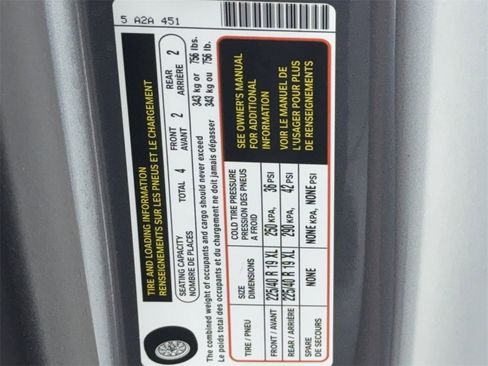 5 A2A 451
TIRE AND LOADING INFORMATION
RENSEIGNEMENTS SUR LES PNEUS ET LE CHARGEMENT
SEATING CAPACITY TOTAL 4 FRONT 2 REAR 2
NOMBRE DE PLACES AVANT ARRIÈRE
The combined weight of occupants and cargo should never exceed 343 kg or 756 lbs.
Le poids total des occupants et du chargement ne doit jamais dépasser 343 kg ou 756 lb.
TIRE / PNEU SIZE DIMENSIONS COLD TIRE PRESSURE PRESSION DES PNEUS A FROID
FRONT / AVANT 225/40 R 19 XL 250 KPA, 36 PSI
REAR / ARRIÈRE 225/40 R 19 XL 290 KPA, 42 PSI
SPARE DE SECOURS NONE NONE KPA, NONE PSI
SEE OWNER'S MANUAL
FOR ADDITIONAL
INFORMATION
VOIR LE MANUEL DE
L'USAGER POUR PLUS
DE RENSEIGNEMENTS